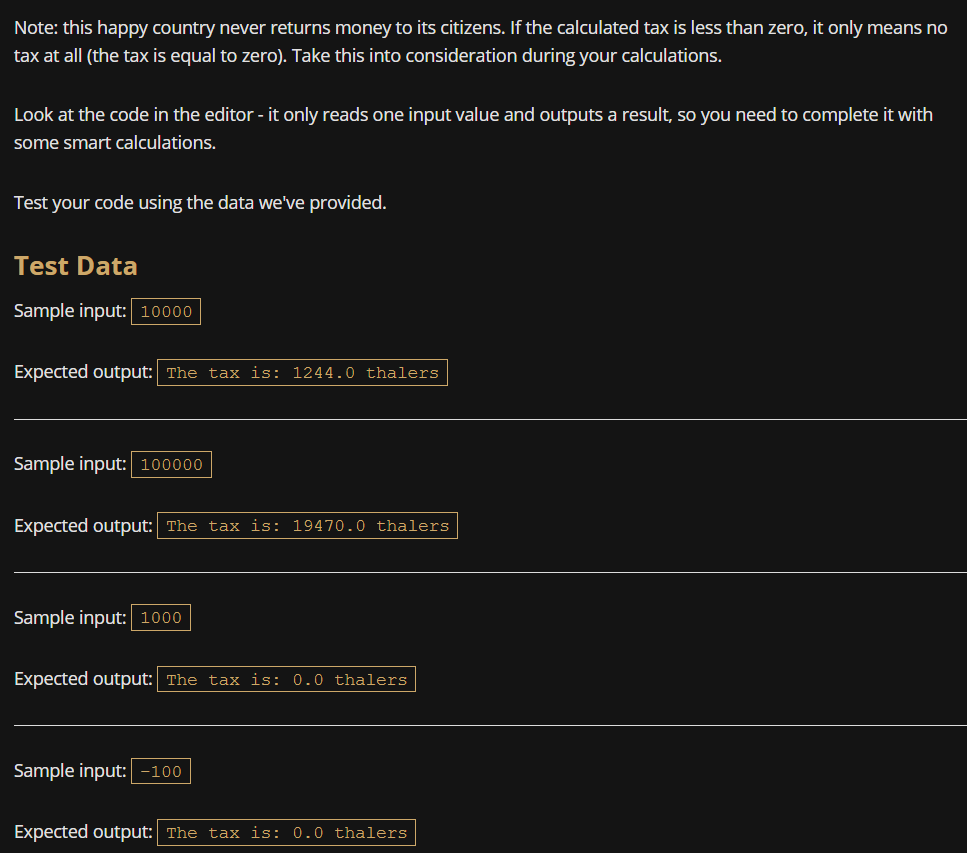 Note: this happy country never returns money to its citizens. If the calculated tax is less than zero, it only means no
tax at all (the tax is equal to zero). Take this into consideration during your calculations.
Look at the code in the editor - it only reads one input value and outputs a result, so you need to complete it with
some smart calculations.
Test your code using the data we've provided.
Test Data
Sample input: 10000
Expected output: The tax is: 1244.0 thalers
Sample input: 100000
Expected output: The tax is: 19470.0 thalers
Sample input: 1000
Expected output: The tax is: 0.0 thalers
Sample input: -100
Expected output: The tax is: 0.0 thalers